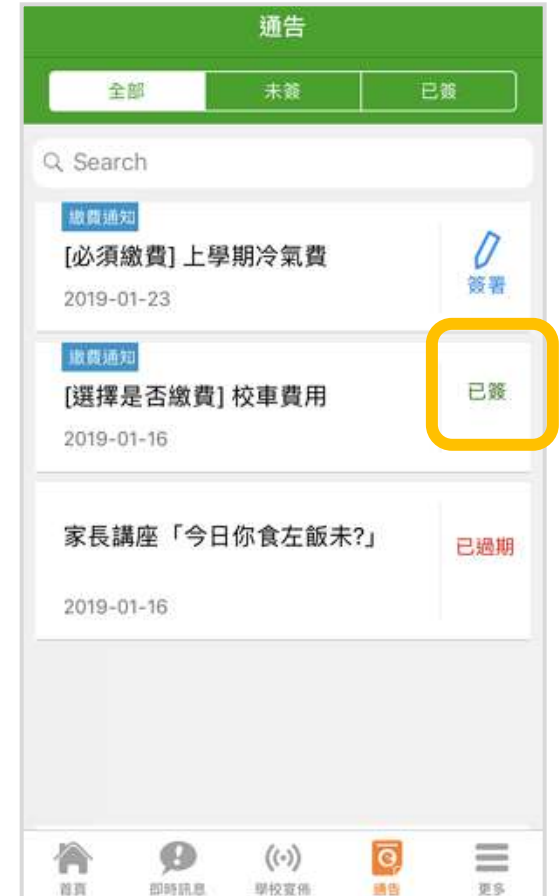 通告
全部 未簽 已簽
Search
繳費通知
[必須繳費] 上學期冷氣費
簽署
2019-01-23
繳費通知
[選擇是否繳費] 校車費用
已簽
2019-01-16
家長講座「今日你食左飯未?」
已過期
2019-01-16
首頁 即時訊息 學校宣佈 通告 更多